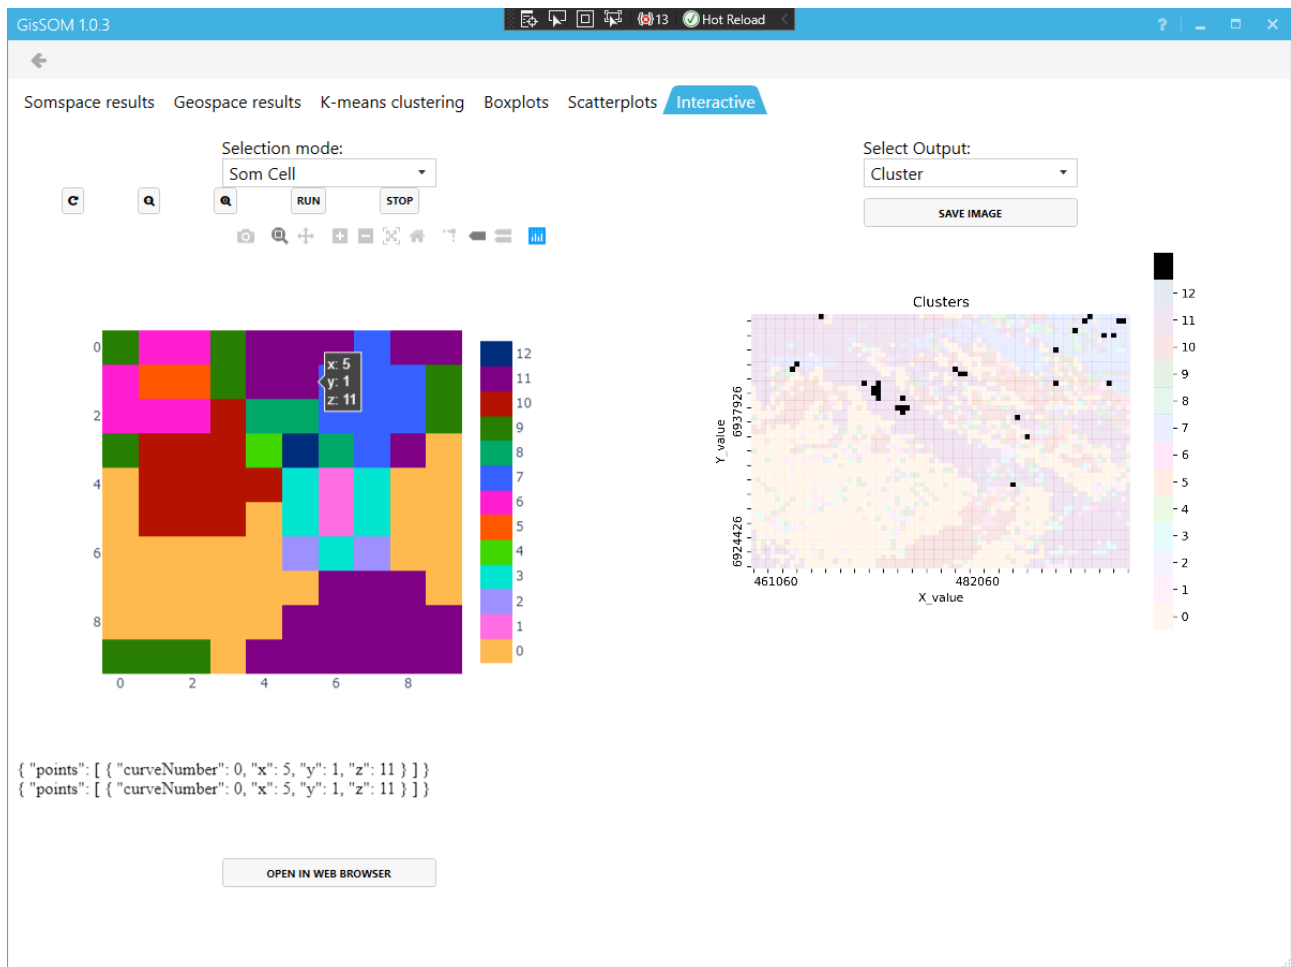 GisSOM 1.0.3
13 Hot Reload
?
Somspace results Geospace results K-means clustering Boxplots Scatterplots Interactive
Selection mode:
Som Cell
RUN STOP
Select Output:
Cluster
SAVE IMAGE
0
2
4
6
8
0 2 4 6 8
x: 5
y: 1
z: 11
12
11
10
9
8
7
6
5
4
3
2
1
0
Clusters
Y_value
6937926
6924426
461060 482060
X_value
12
11
10
9
8
7
6
5
4
3
2
1
0
{ "points": [ { "curveNumber": 0, "x": 5, "y": 1, "z": 11 } ] }
{ "points": [ { "curveNumber": 0, "x": 5, "y": 1, "z": 11 } ] }
OPEN IN WEB BROWSER